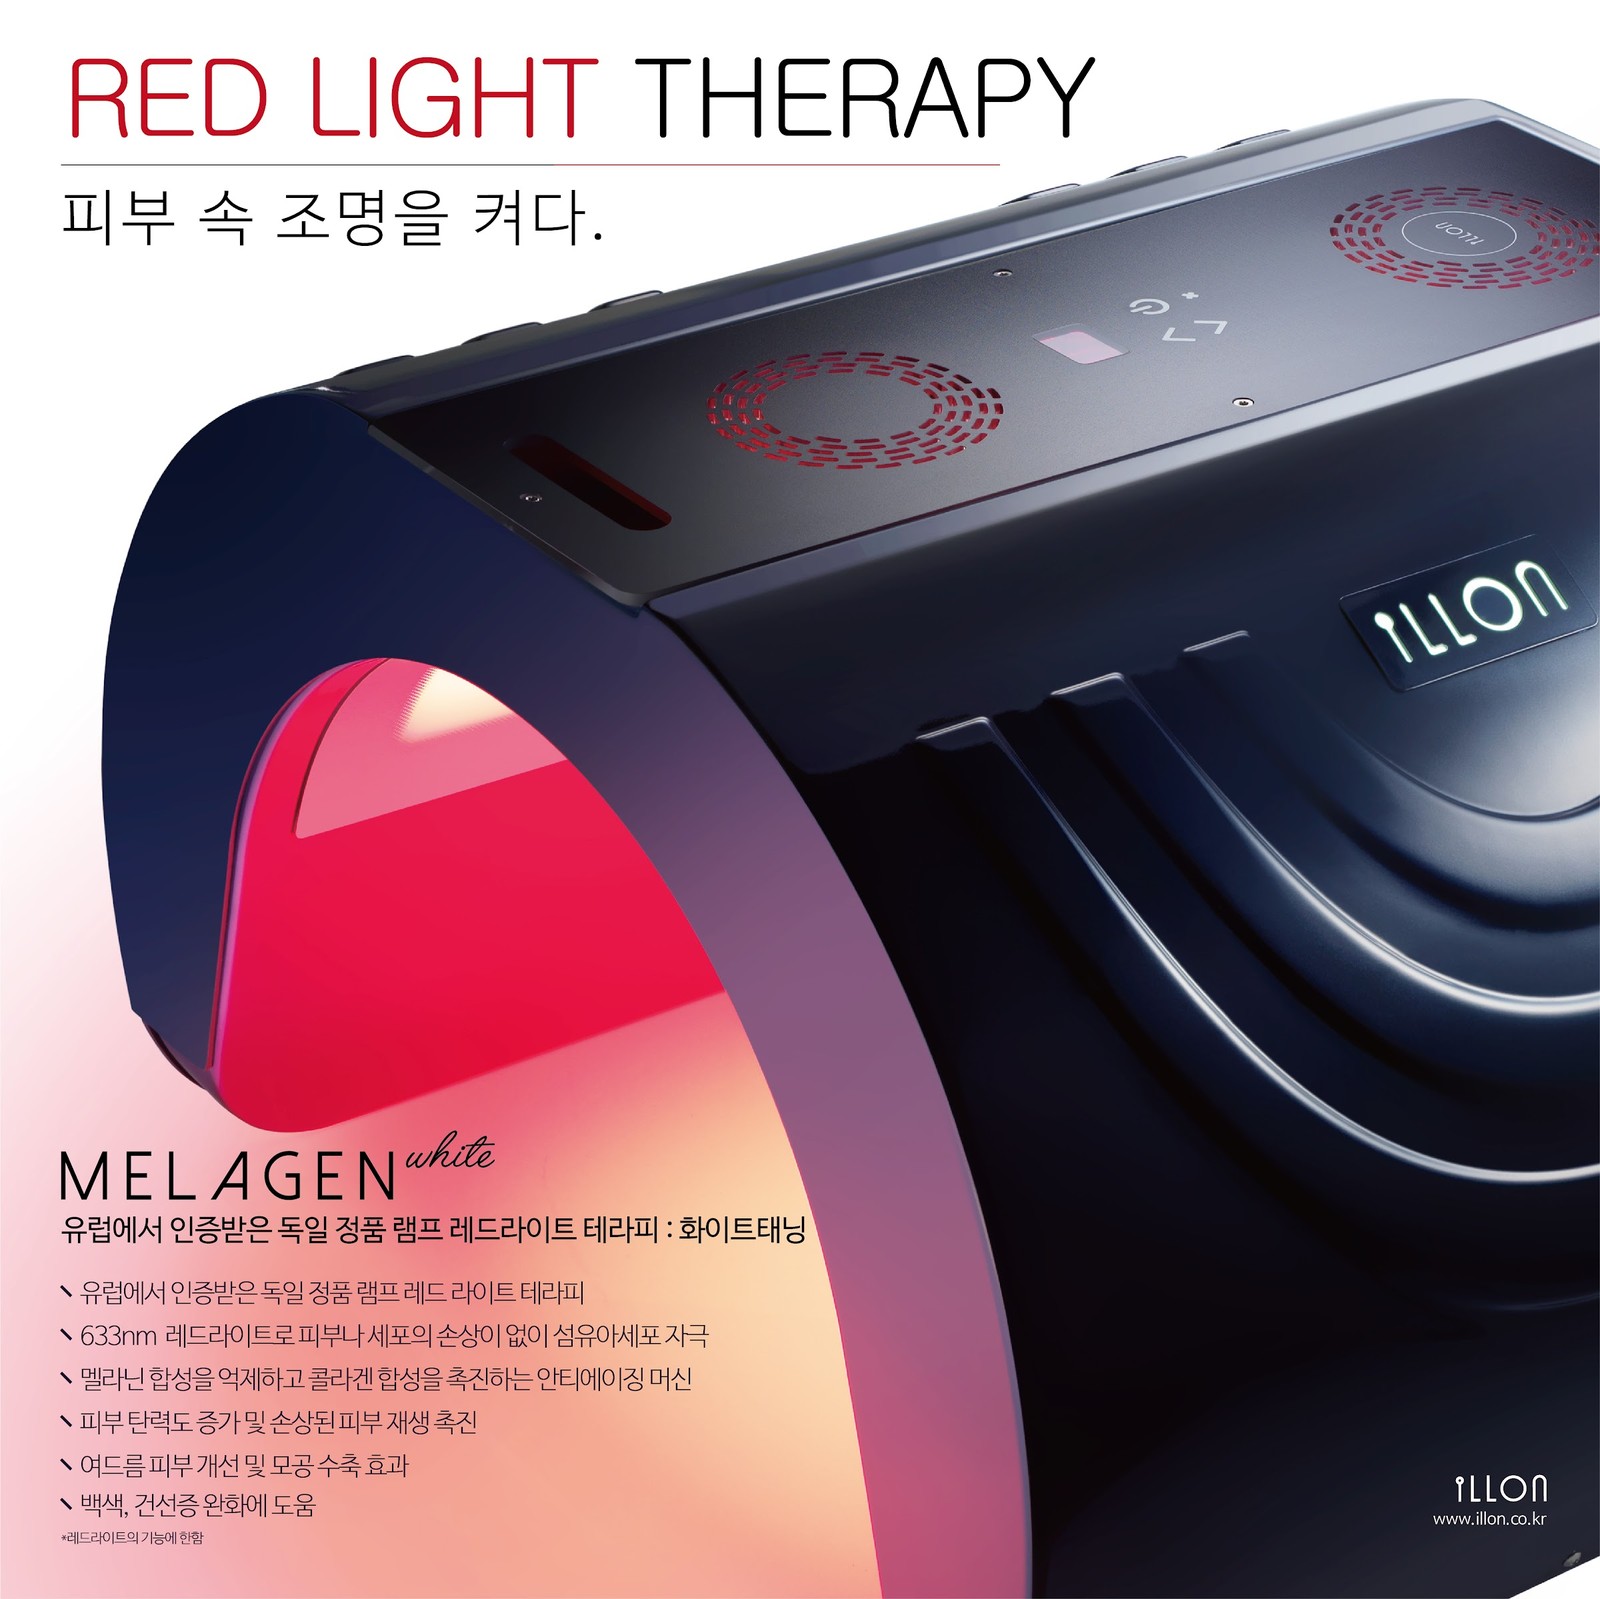 RED LIGHT THERAPY
피부 속 조명을 켜다.
iLLON
iLLON
MELAGEN white
유럽에서 인증받은 독일 정품 램프 레드라이트 테라피 : 화이트태닝
유럽에서 인증받은 독일 정품 램프 레드 라이트 테라피
633nm 레드라이트로 피부나 세포의 손상이 없이 섬유아세포 자극
멜라닌 합성을 억제하고 콜라겐 합성을 촉진하는 안티에이징 머신
피부 탄력도 증가 및 손상된 피부 재생 촉진
여드름 피부 개선 및 모공 수축 효과
백색, 건선증 완화에 도움
*레드라이트의 기능에 한함
iLLON
www.illon.co.kr